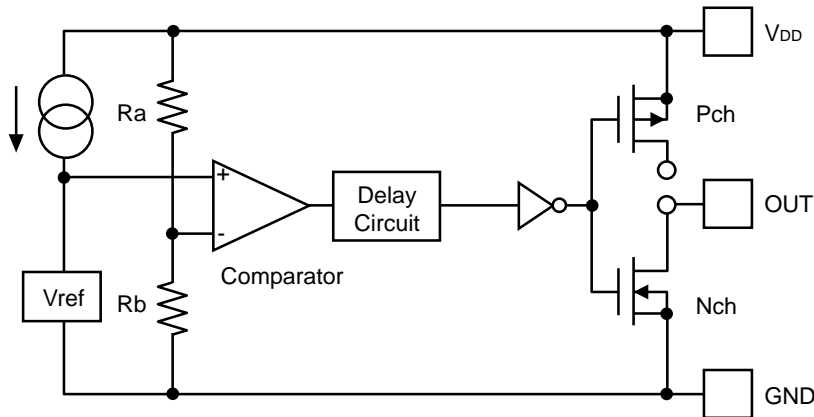 VDD
Ra
Pch
+
Delay
Circuit
OUT
-
Comparator
Vref
Rb
Nch
GND